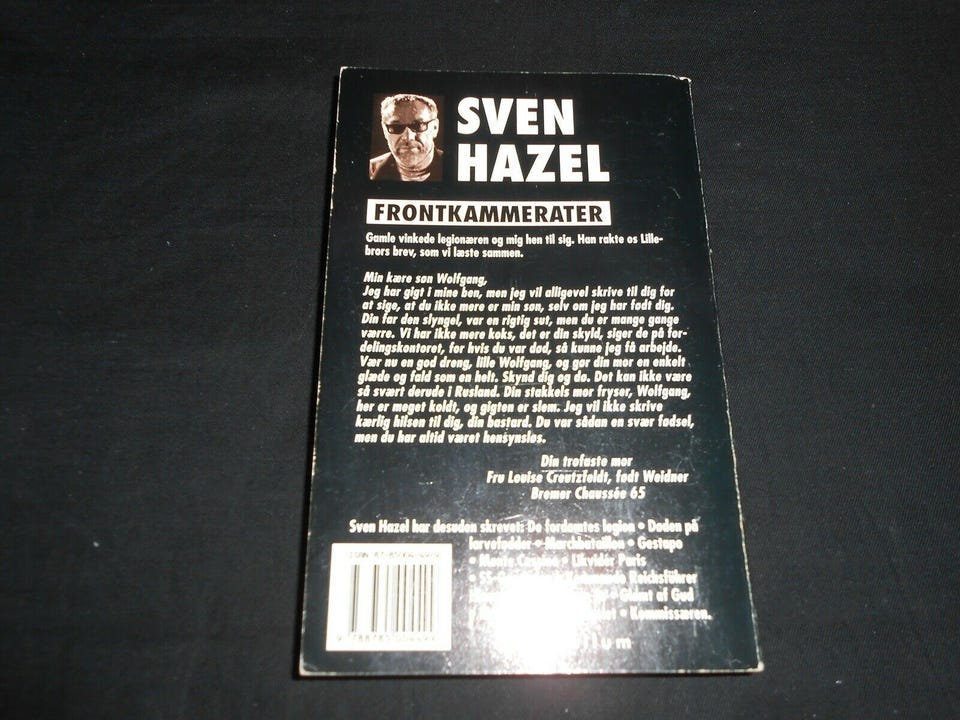 SVEN
HAZEL
FRONTKAMMERATER
Gamle vinkede legionæren og mig hen til sig. Han rakte os Lille-
brors brev, som vi læste sammen.
Min kære søn Wolfgang,
Jeg har gigt i mine ben, men jeg vil alligevel skrive til dig for
at sige, at du ikke mere er min søn, selv om jeg har født dig.
Din far den slyngel, var en rigtig sut, men du er mange gange
værre. Vi har ikke mere koks, det er din skyld, siger de på for-
delingskontoret, for hvis du var død, så kunne jeg få arbejde.
Vær nu en god dreng, lille Wolfgang, og gør din mor en enkelt
glæde og fald som en helt. Skynd dig og dø. Det kan ikke være
så svært derude i Rusland. Din stakkels mor fryser, Wolfgang,
her er meget koldt, og gigten er slem. Jeg vil ikke skrive
kærlig hilsen til dig, din bastard. Du var sådan en svær fødsel,
men du har altid været hensynsløs.
Din trofaste mor
Fru Louise Creutzfeldt, født Weidner
Bremer Chaussée 65
Sven Hazel har desuden skrevet: De fordømtes legion • Døden på
larvefødder • Marchbataillon • Gestapo
• Monte Cassino • Likvidér Paris
Reichsführer
• Glemt af Gud
• Kommissæren.